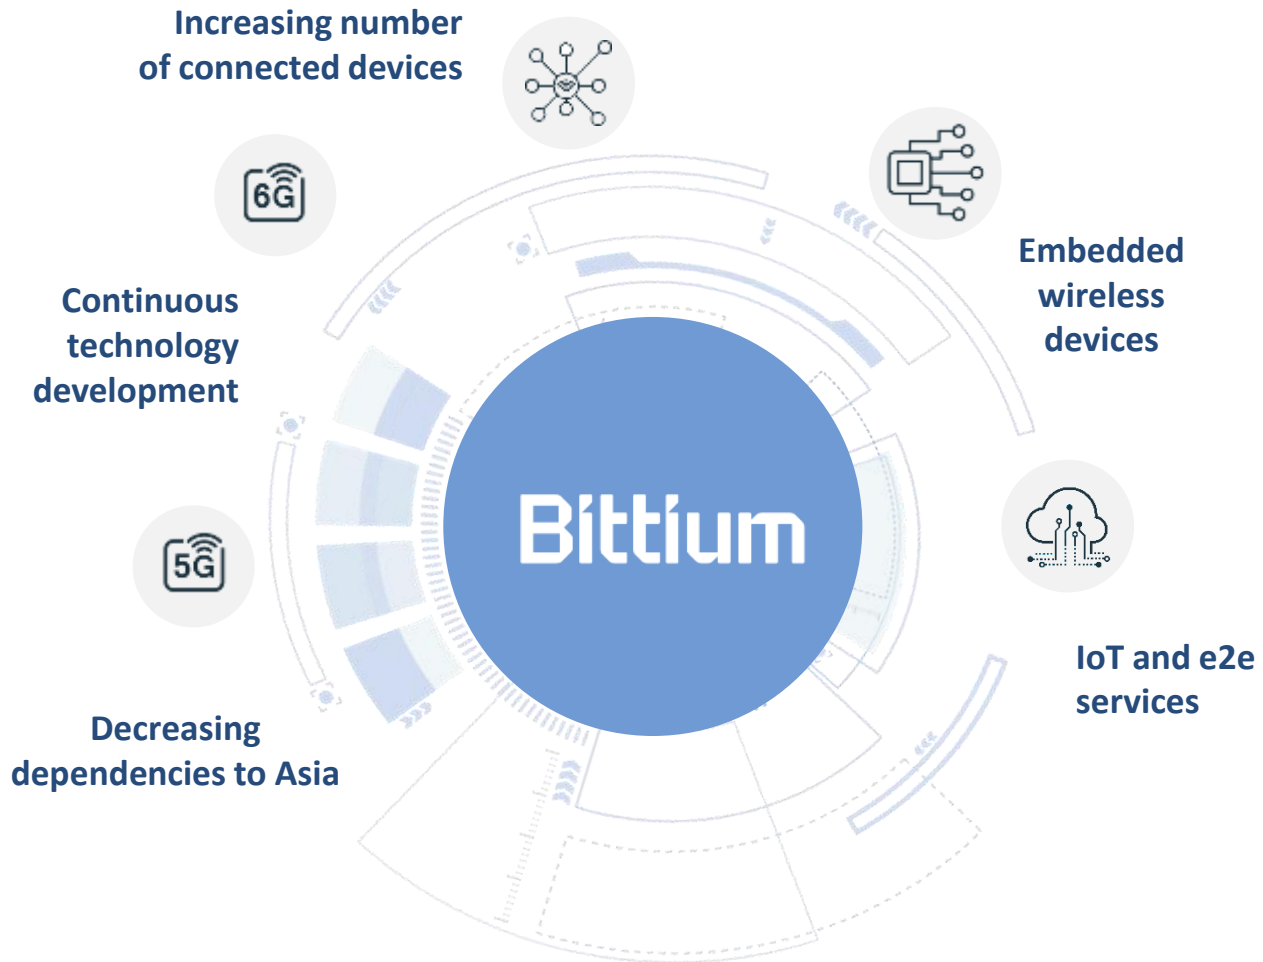 Increasing number
of connected devices
6G
Continuous
technology
development
Embedded
wireless
devices
Bittium
5G
IoT and e2e
services
Decreasing
dependencies to Asia